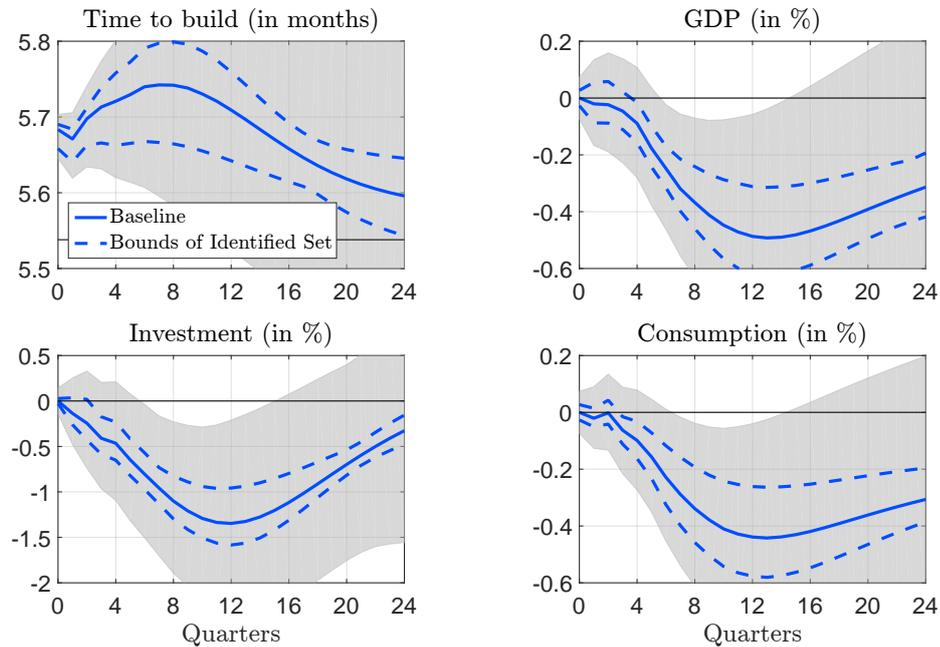 Time to build (in months)
5.8
5.7
5.6
5.5
Baseline
Bounds of Identified Set
0 4 8 12 16 20 24
GDP (in %)
0.2
0
-0.2
-0.4
-0.6
0 4 8 12 16 20 24
Investment (in %)
0.5
0
-0.5
-1
-1.5
-2
0 4 8 12 16 20 24
Quarters
Consumption (in %)
0.2
0
-0.2
-0.4
-0.6
0 4 8 12 16 20 24
Quarters